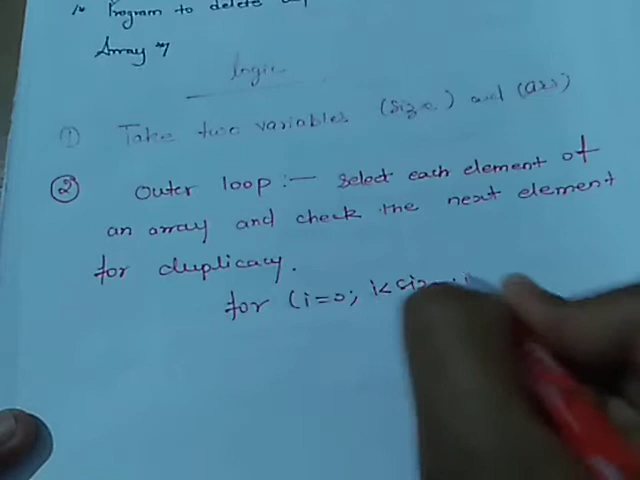 /* Program to delete
Array */
logic
① Take two variables (size) and (arr)
② Outer loop :- select each element of
an array and check the next element
for duplicacy.
for (i=0; i<size; i